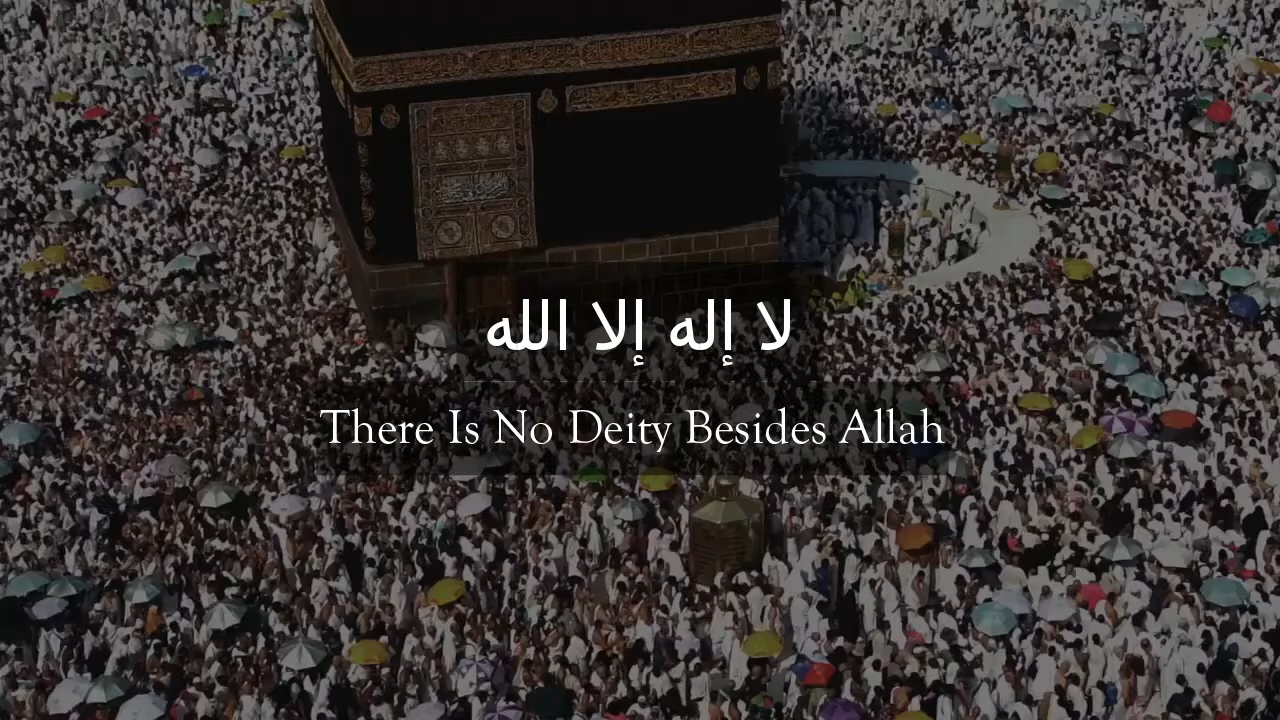 لا إله إلا الله
There Is No Deity Besides Allah